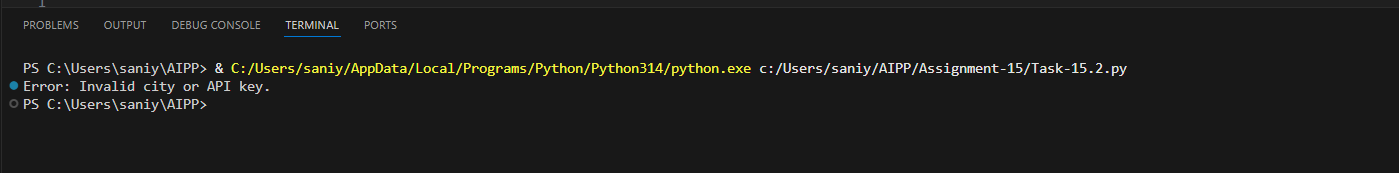 PROBLEMS OUTPUT DEBUG CONSOLE TERMINAL PORTS
PS C:\Users\saniy\AIPP> & C:/Users/saniy/AppData/Local/Programs/Python/Python314/python.exe c:/Users/saniy/AIPP/Assignment-15/Task-15.2.py
Error: Invalid city or API key.
PS C:\Users\saniy\AIPP>